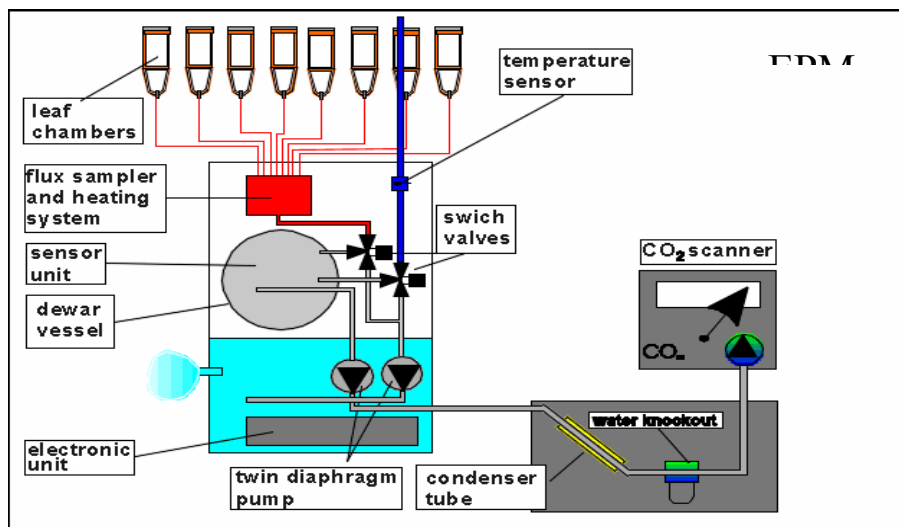 leaf
chambers
flux sampler
and heating
system
sensor
unit
dewar
vessel
electronic
unit
temperature
sensor
swich
valves
twin diaphragm
pump
condenser
tube
water knockout
CO₂ scanner